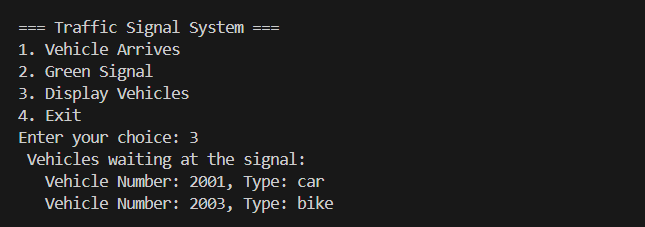 === Traffic Signal System ===
1. Vehicle Arrives
2. Green Signal
3. Display Vehicles
4. Exit
Enter your choice: 3
 Vehicles waiting at the signal:
   Vehicle Number: 2001, Type: car
   Vehicle Number: 2003, Type: bike